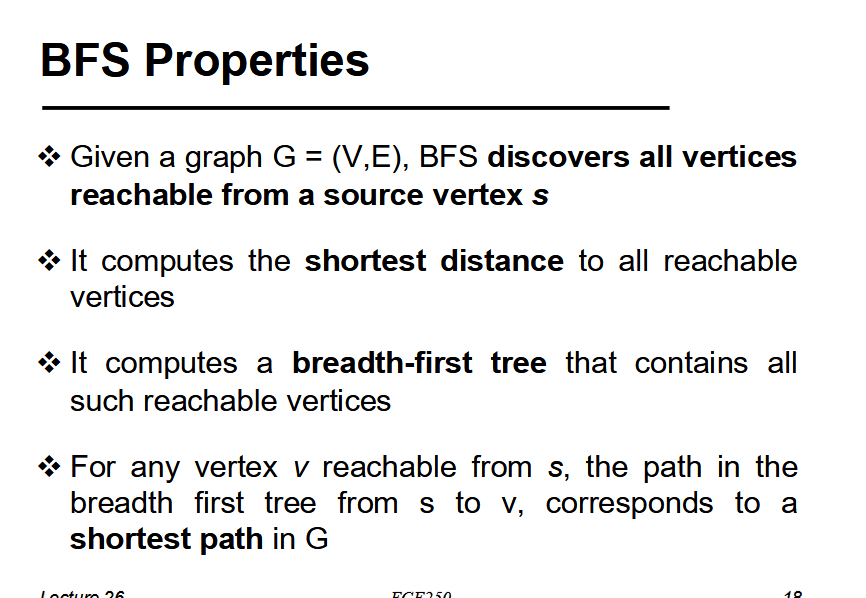 BFS Properties
❖ Given a graph G = (V,E), BFS discovers all vertices
reachable from a source vertex s
❖ It computes the shortest distance to all reachable
vertices
❖ It computes a breadth-first tree that contains all
such reachable vertices
❖ For any vertex v reachable from s, the path in the
breadth first tree from s to v, corresponds to a
shortest path in G
Lecture 26 ECE250 18